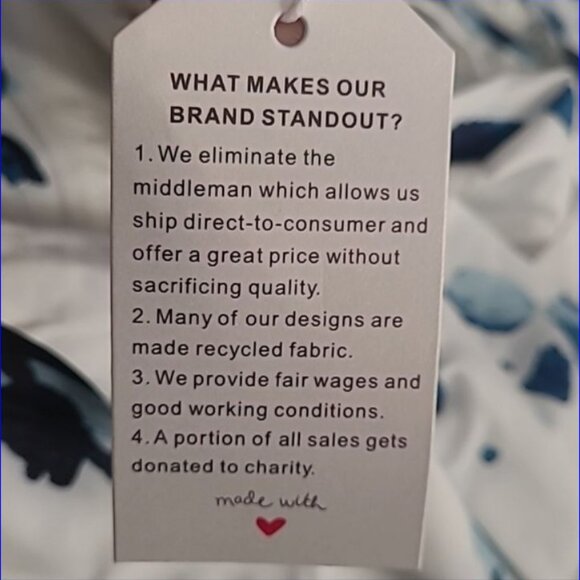 WHAT MAKES OUR
BRAND STANDOUT?
1. We eliminate the
middleman which allows us
ship direct-to-consumer and
offer a great price without
sacrificing quality.
2. Many of our designs are
made recycled fabric.
3. We provide fair wages and
good working conditions.
4. A portion of all sales gets
donated to charity.
made with